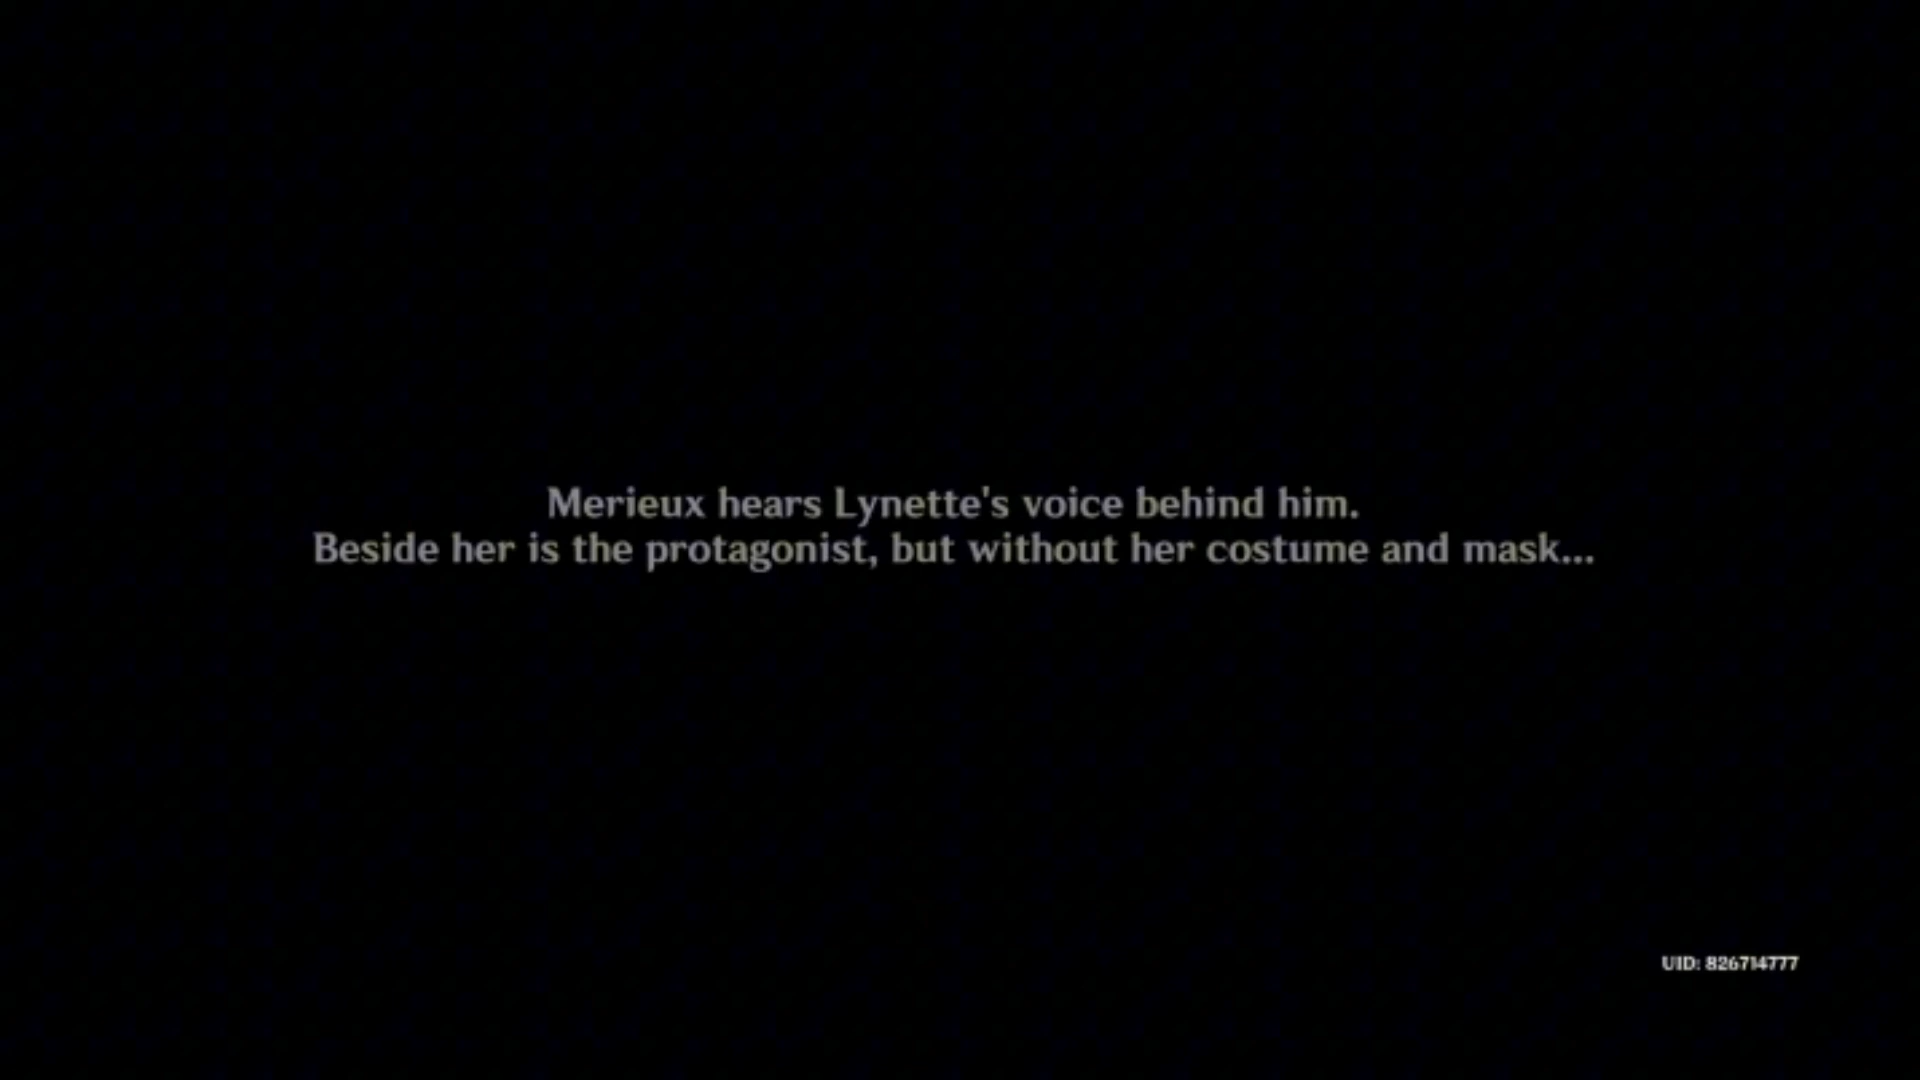 Merieux hears Lynette's voice behind him.
Beside her is the protagonist, but without her costume and mask...
UID: 826714777